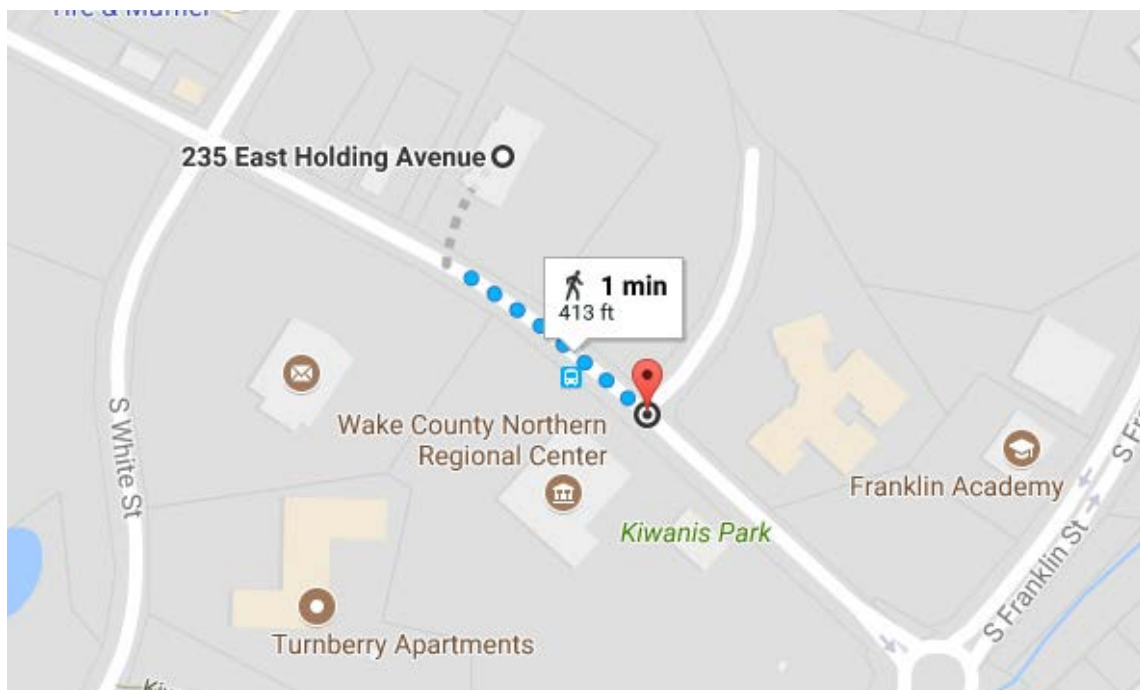 235 East Holding Avenue
1 min
413 ft
Wake County Northern
Regional Center
Franklin Academy
Kiwanis Park
Turnberry Apartments
S White St
S Franklin St